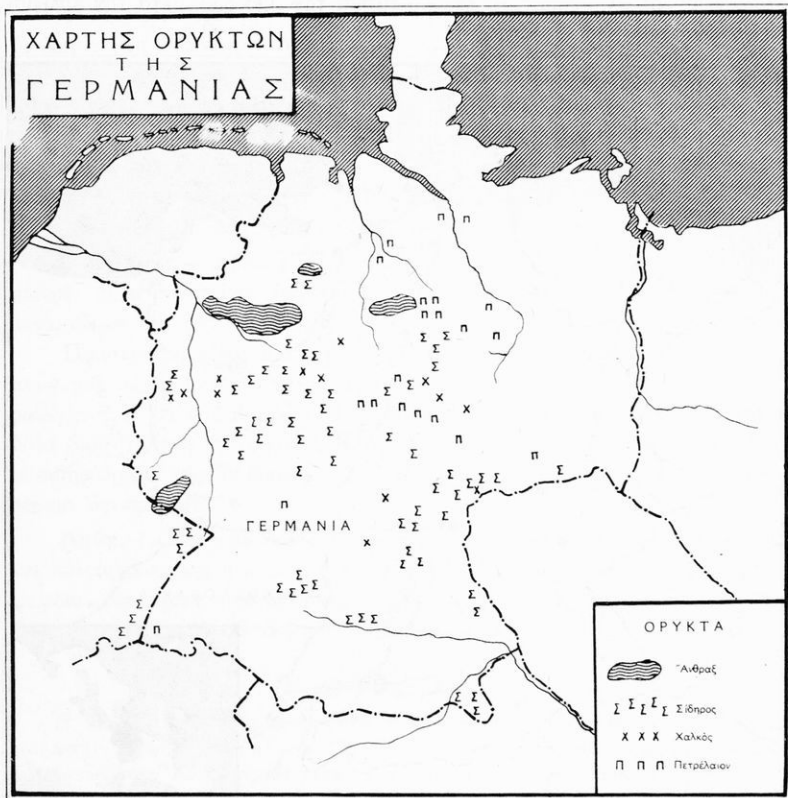 ΧΑΡΤΗΣ ΟΡΥΚΤΩΝ
ΤΗΣ
ΓΕΡΜΑΝΙΑΣ
ΓΕΡΜΑΝΙΑ
ΟΡΥΚΤΑ
Ἄνθραξ
Σ Σ Σ Σ Σ Σίδηρος
Χ Χ Χ Χαλκός
Π Π Π Πετρέλαιον